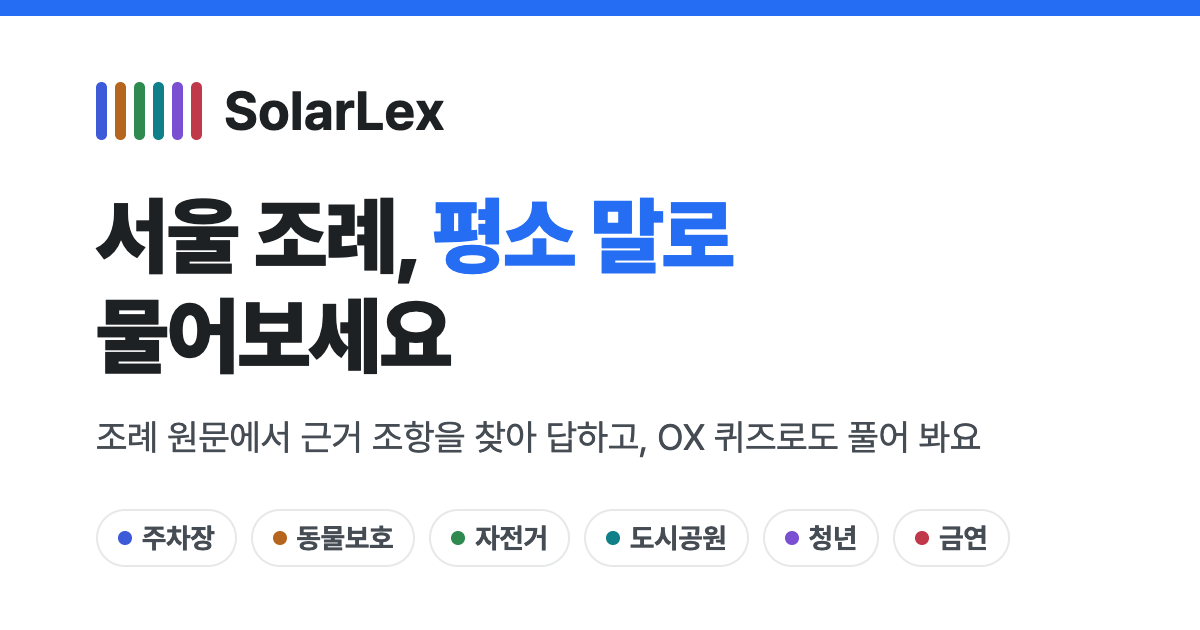 SolarLex
서울 조례, 평소 말로
물어보세요
조례 원문에서 근거 조항을 찾아 답하고, OX 퀴즈로도 풀어 봐요
주차장 동물보호 자전거 도시공원 청년 금연